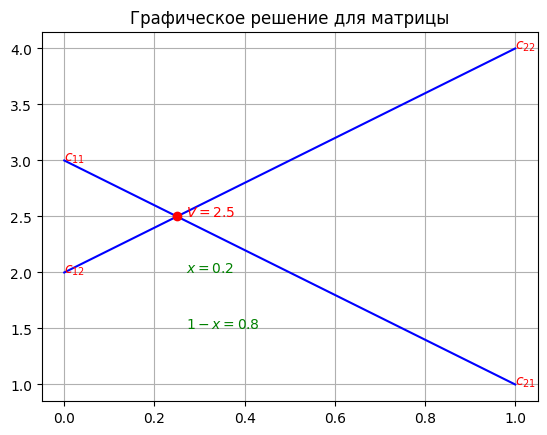 Графическое решение для матрицы
4.0
c₂₂
3.5
3.0
c₁₁
2.5
v = 2.5
2.0
c₁₂
x = 0.2
1.5
1 − x = 0.8
1.0
c₂₁
0.0 0.2 0.4 0.6 0.8 1.0